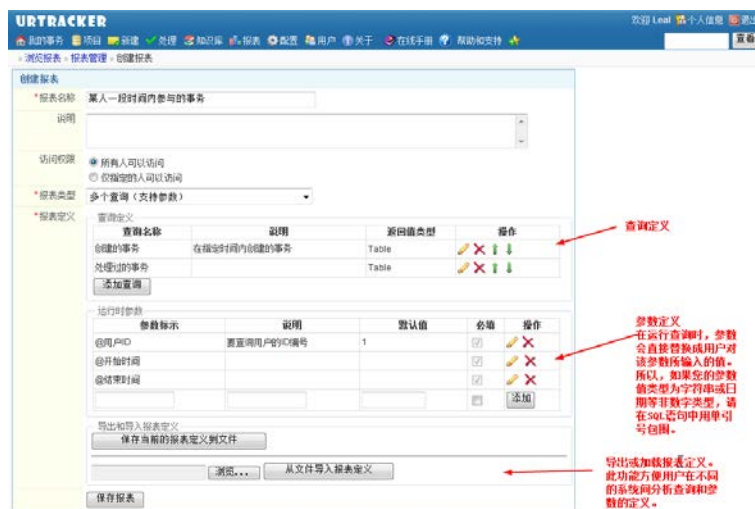 URTRACKER
欢迎 Leal 个人信息 退出
我的事务 项目 新建 处理 知识库 报表 配置 用户 关于 在线手册 帮助和支持 查看
» 浏览报表 » 报表管理 » 创建报表
创建报表
*报表名称 某人一段时间内参与的事务
说明
访问权限 所有人可以访问
仅指定的人可以访问
*报表类型 多个查询（支持参数）
*报表定义 查询定义
查询名称 说明 返回值类型 操作
创建的事务 在指定时间内创建的事务 Table
处理过的事务 Table
添加查询
查询定义
运行时参数
参数标示 说明 默认值 必填 操作
@用户ID 要查询用户的ID编号 1
@开始时间
@结束时间
添加
参数定义
在运行查询时，参数
会直接替换成用户对
该参数所输入的值。
所以，如果您的参数
值类型为字符串或日
期等非数字类型，请
在SQL语句中用单引
号包围。
导出和导入报表定义
保存当前的报表定义到文件
浏览... 从文件导入报表定义
导出或加载报表定义。
此功能方便用户在不同
的系统间分析查询和参
数的定义。
保存报表